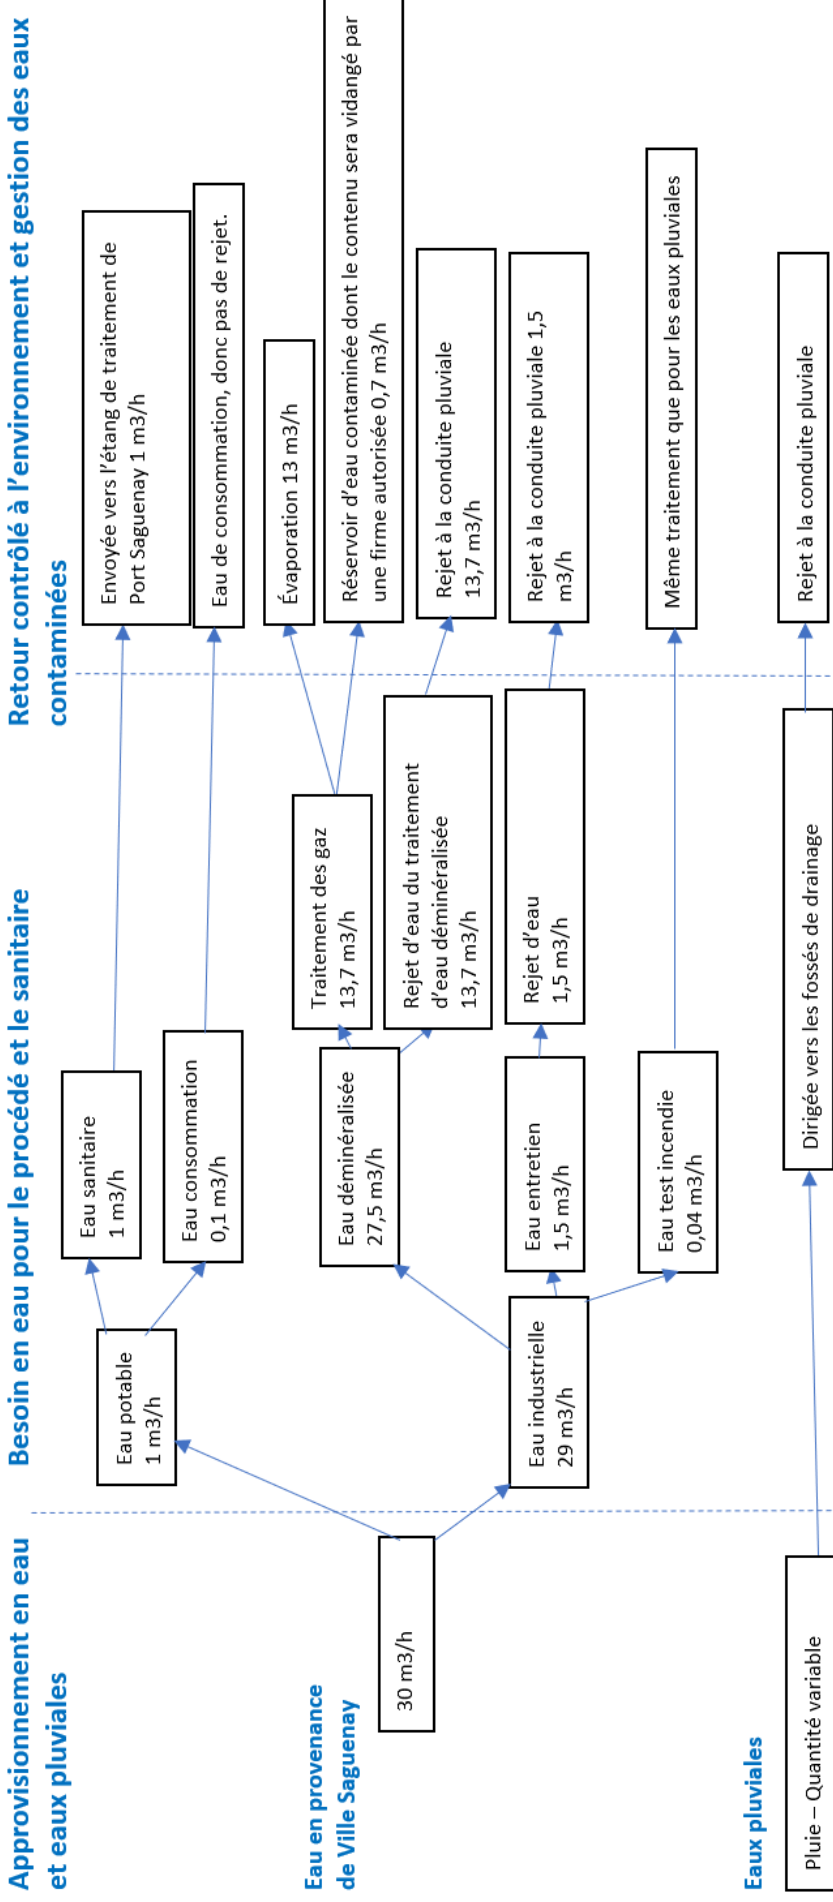 Approvisionnement en eau
et eaux pluviales
Besoin en eau pour le procédé et le sanitaire
Retour contrôlé à l'environnement et gestion des eaux
contaminées
Eau en provenance
de Ville Saguenay
30 m3/h
Eau potable
1 m3/h
Eau sanitaire
1 m3/h
Envoyée vers l'étang de traitement de
Port Saguenay 1 m3/h
Eau consommation
0,1 m3/h
Eau de consommation, donc pas de rejet.
Eau industrielle
29 m3/h
Eau déminéralisée
27,5 m3/h
Traitement des gaz
13,7 m3/h
Évaporation 13 m3/h
Réservoir d'eau contaminée dont le contenu sera vidangé par
une firme autorisée 0,7 m3/h
Rejet d'eau du traitement
d'eau déminéralisée
13,7 m3/h
Rejet à la conduite pluviale
13,7 m3/h
Eau entretien
1,5 m3/h
Rejet d'eau
1,5 m3/h
Rejet à la conduite pluviale 1,5
m3/h
Eau test incendie
0,04 m3/h
Même traitement que pour les eaux pluviales
Eaux pluviales
Pluie – Quantité variable
Dirigée vers les fossés de drainage
Rejet à la conduite pluviale